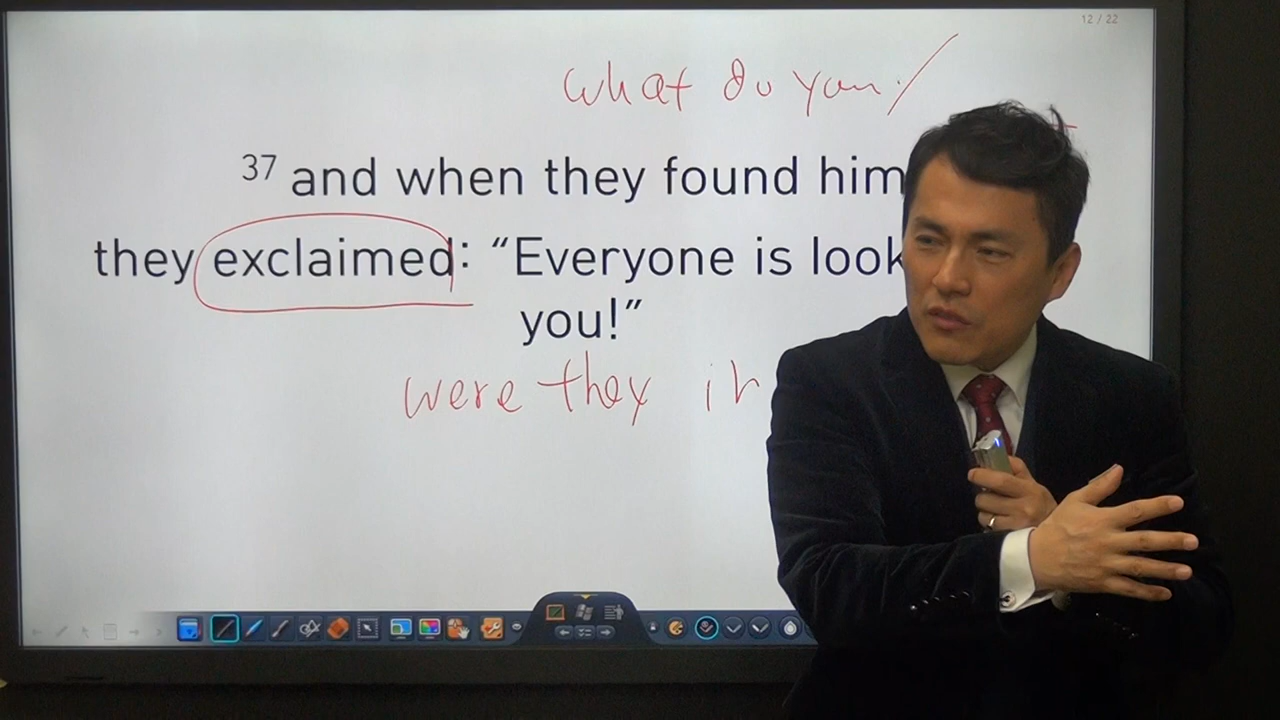 12 / 22
What do you
37 and when they found him
they exclaimed: “Everyone is look
you!”
were they in